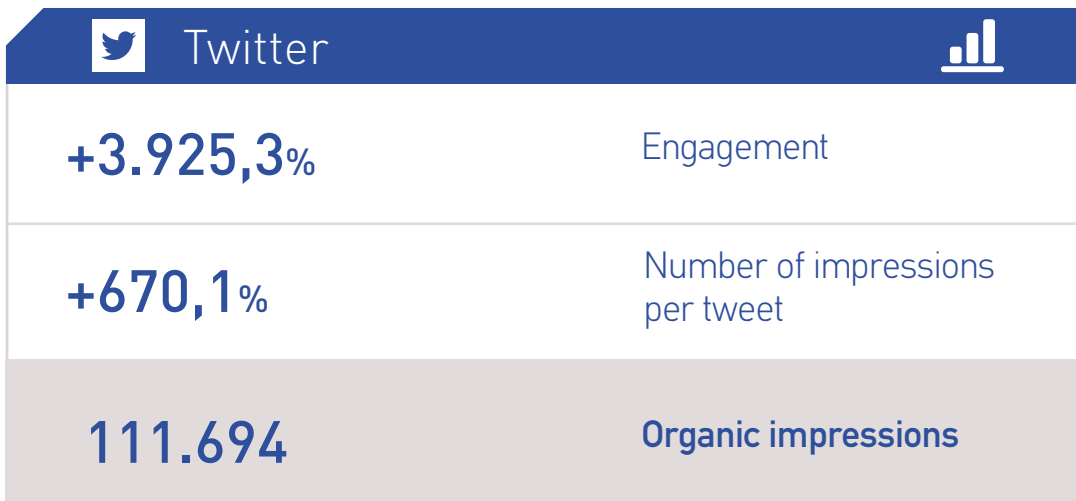 Twitter
+3.925,3%
Engagement
+670,1%
Number of impressions
per tweet
111.694
Organic impressions